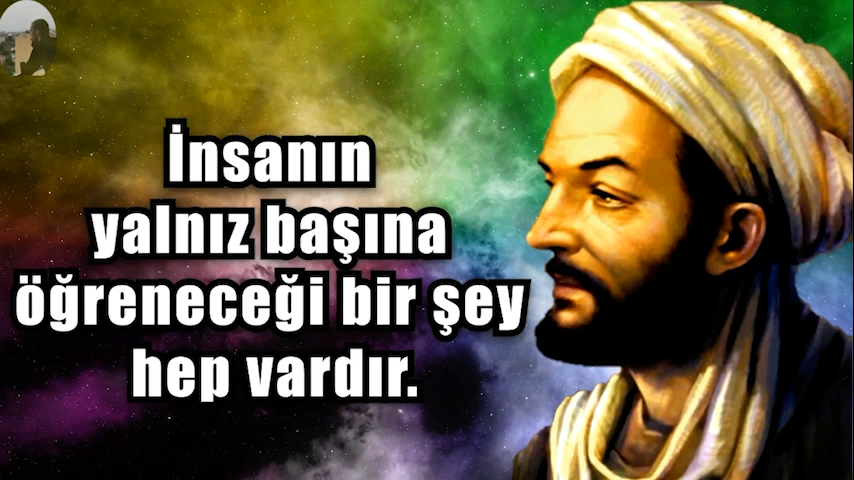 İnsanın
yalnız başına
öğreneceği bir şey
hep vardır.